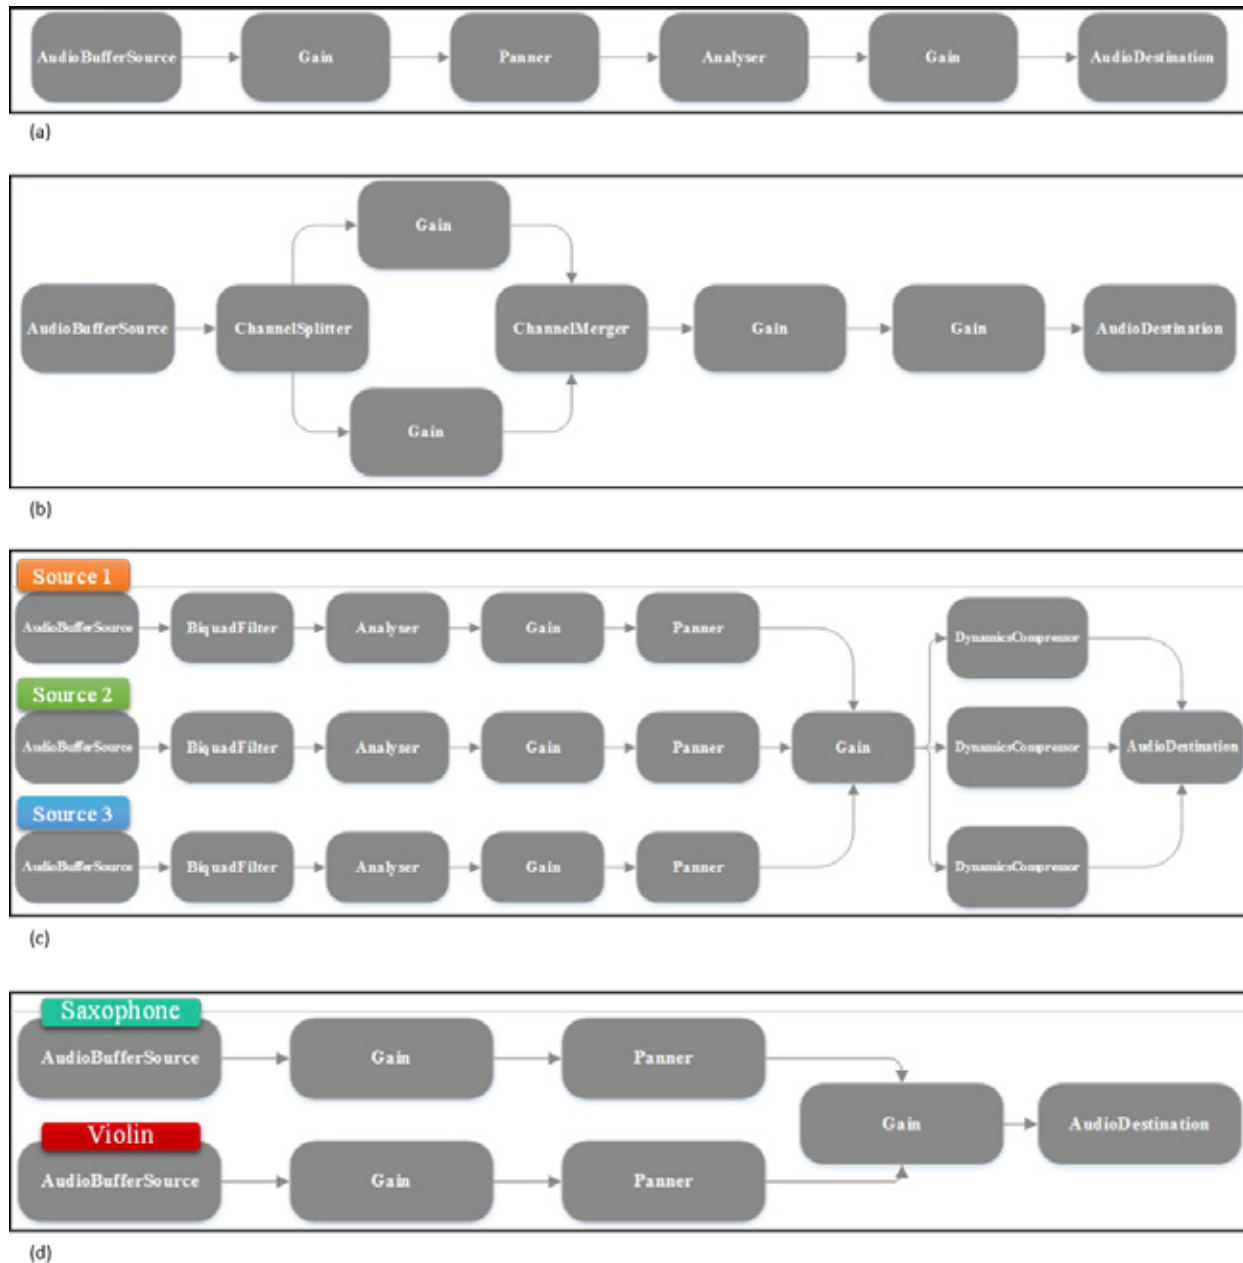 AudioBufferSource Gain Panner Analyser Gain AudioDestination
(a)
Gain
AudioBufferSource ChannelSplitter ChannelMerger Gain Gain AudioDestination
Gain
(b)
Source 1
AudioBufferSource BiquadFilter Analyser Gain Panner DynamicsCompressor
Source 2
AudioBufferSource BiquadFilter Analyser Gain Panner Gain DynamicsCompressor AudioDestination
Source 3
AudioBufferSource BiquadFilter Analyser Gain Panner DynamicsCompressor
(c)
Saxophone
AudioBufferSource Gain Panner
Gain AudioDestination
Violin
AudioBufferSource Gain Panner
(d)